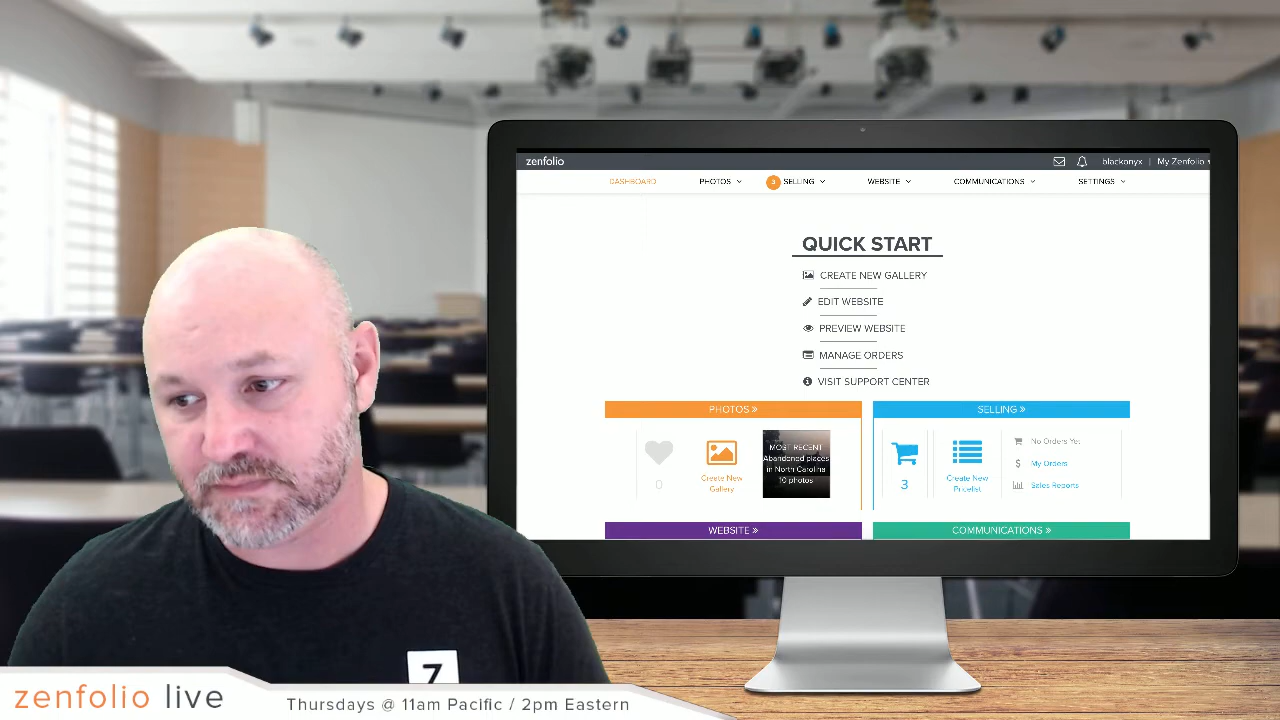 zenfolio
blackonyx | My Zenfolio
DASHBOARD
PHOTOS
3 SELLING
WEBSITE
COMMUNICATIONS
SETTINGS
QUICK START
CREATE NEW GALLERY
EDIT WEBSITE
PREVIEW WEBSITE
MANAGE ORDERS
VISIT SUPPORT CENTER
PHOTOS »
0
Create New
Gallery
MOST RECENT
Abandoned places
in North Carolina
10 photos
SELLING »
3
Create New
Pricelist
No Orders Yet
$ My Orders
Sales Reports
WEBSITE »
COMMUNICATIONS »
Z
zenfolio live
Thursdays @ 11am Pacific / 2pm Eastern